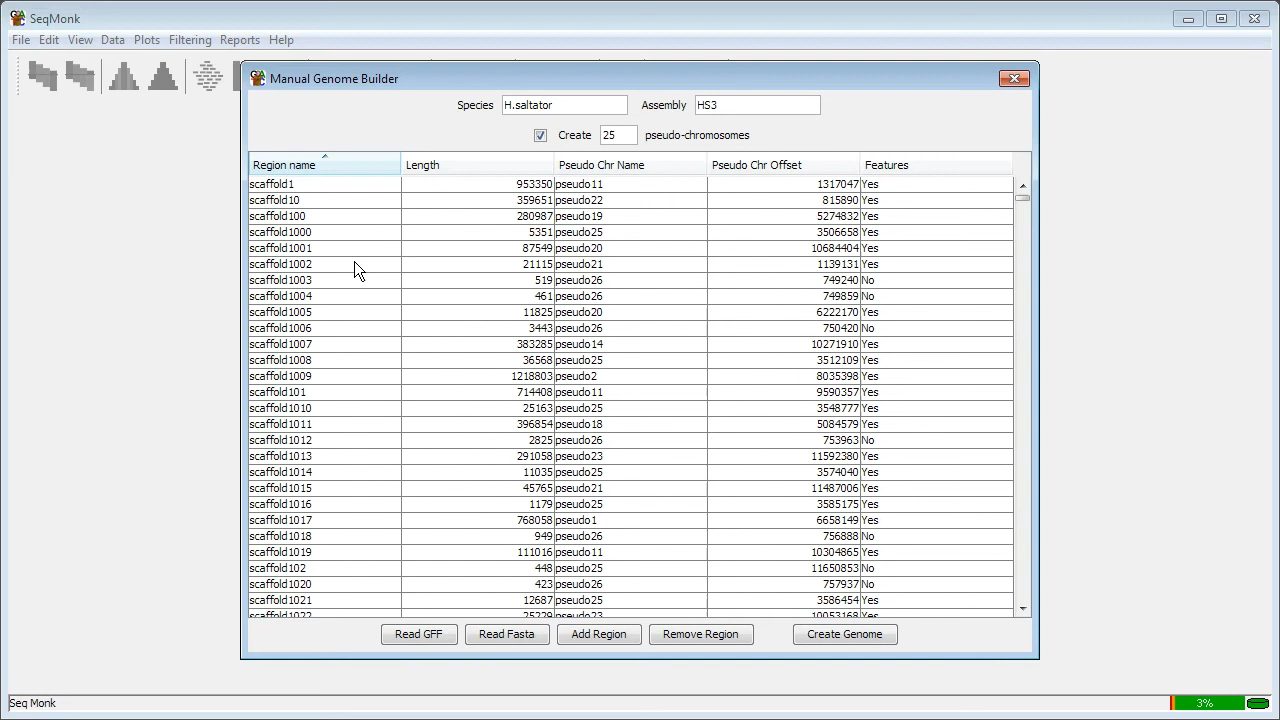 SeqMonk
File Edit View Data Plots Filtering Reports Help
Manual Genome Builder
Species H.saltator Assembly HS3
Create 25 pseudo-chromosomes
Region name Length Pseudo Chr Name Pseudo Chr Offset Features
scaffold1 953350 pseudo11 1317047 Yes
scaffold10 359651 pseudo22 815890 Yes
scaffold100 280987 pseudo19 5274832 Yes
scaffold1000 5351 pseudo25 3506658 Yes
scaffold1001 87549 pseudo20 10684404 Yes
scaffold1002 21115 pseudo21 1139131 Yes
scaffold1003 519 pseudo26 749240 No
scaffold1004 461 pseudo26 749859 No
scaffold1005 11825 pseudo20 6222170 Yes
scaffold1006 3443 pseudo26 750420 No
scaffold1007 383285 pseudo14 10271910 Yes
scaffold1008 36568 pseudo25 3512109 Yes
scaffold1009 1218803 pseudo2 8035398 Yes
scaffold101 714408 pseudo11 9590357 Yes
scaffold1010 25163 pseudo25 3548777 Yes
scaffold1011 396854 pseudo18 5084579 Yes
scaffold1012 2825 pseudo26 753963 No
scaffold1013 291058 pseudo23 11592380 Yes
scaffold1014 11035 pseudo25 3574040 Yes
scaffold1015 45765 pseudo21 11487006 Yes
scaffold1016 1179 pseudo25 3585175 Yes
scaffold1017 768058 pseudo1 6658149 Yes
scaffold1018 949 pseudo26 756888 No
scaffold1019 111016 pseudo11 10304865 Yes
scaffold102 448 pseudo25 11650853 No
scaffold1020 423 pseudo26 757937 No
scaffold1021 12687 pseudo25 3586454 Yes
scaffold1022 25229 pseudo23 10053168 Yes
Read GFF Read Fasta Add Region Remove Region Create Genome
Seq Monk 3%